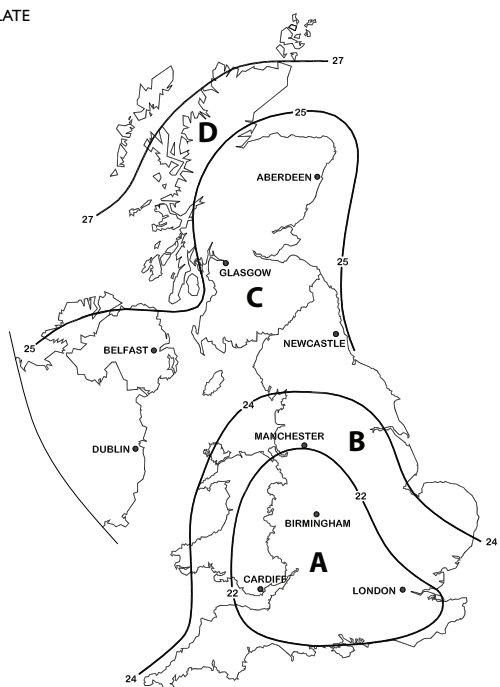 LATE
27
25
D
ABERDEEN
27
25
GLASGOW
C
25
NEWCASTLE
BELFAST
24
MANCHESTER
B
DUBLIN
22
BIRMINGHAM
24
A
CARDIFF
22
LONDON
24